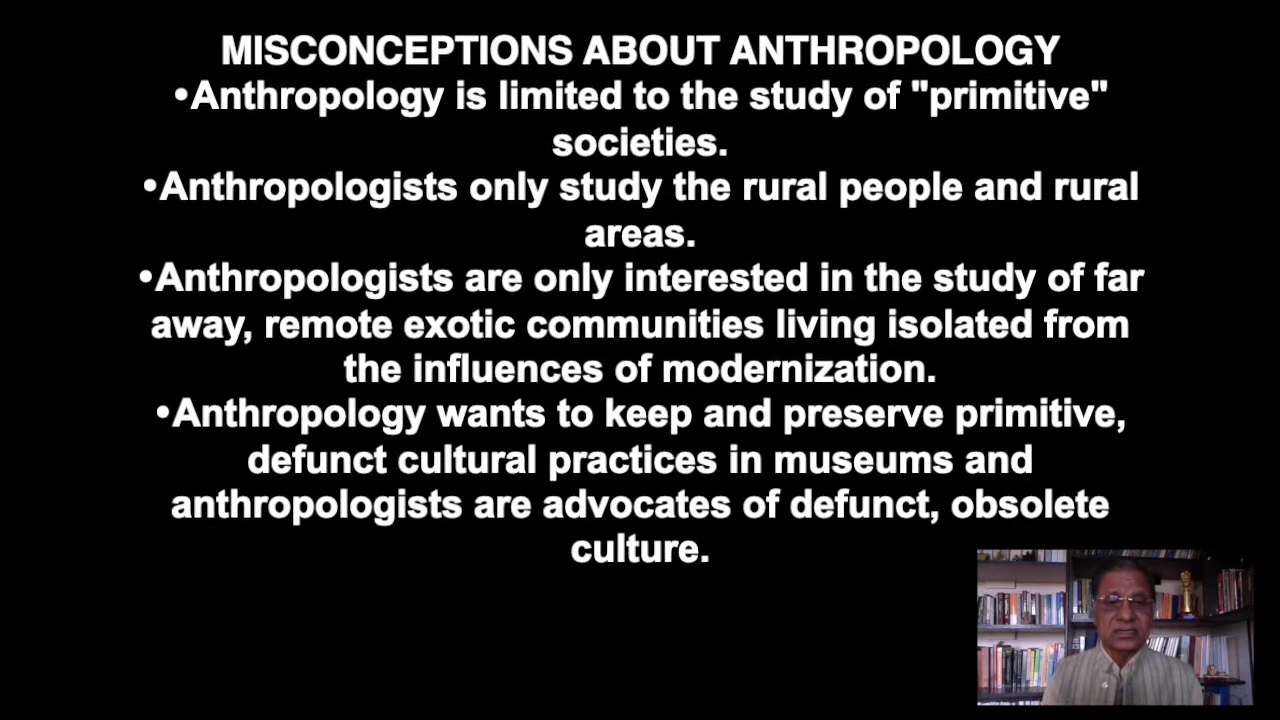 MISCONCEPTIONS ABOUT ANTHROPOLOGY
•Anthropology is limited to the study of "primitive"
societies.
•Anthropologists only study the rural people and rural
areas.
•Anthropologists are only interested in the study of far
away, remote exotic communities living isolated from
the influences of modernization.
•Anthropology wants to keep and preserve primitive,
defunct cultural practices in museums and
anthropologists are advocates of defunct, obsolete
culture.